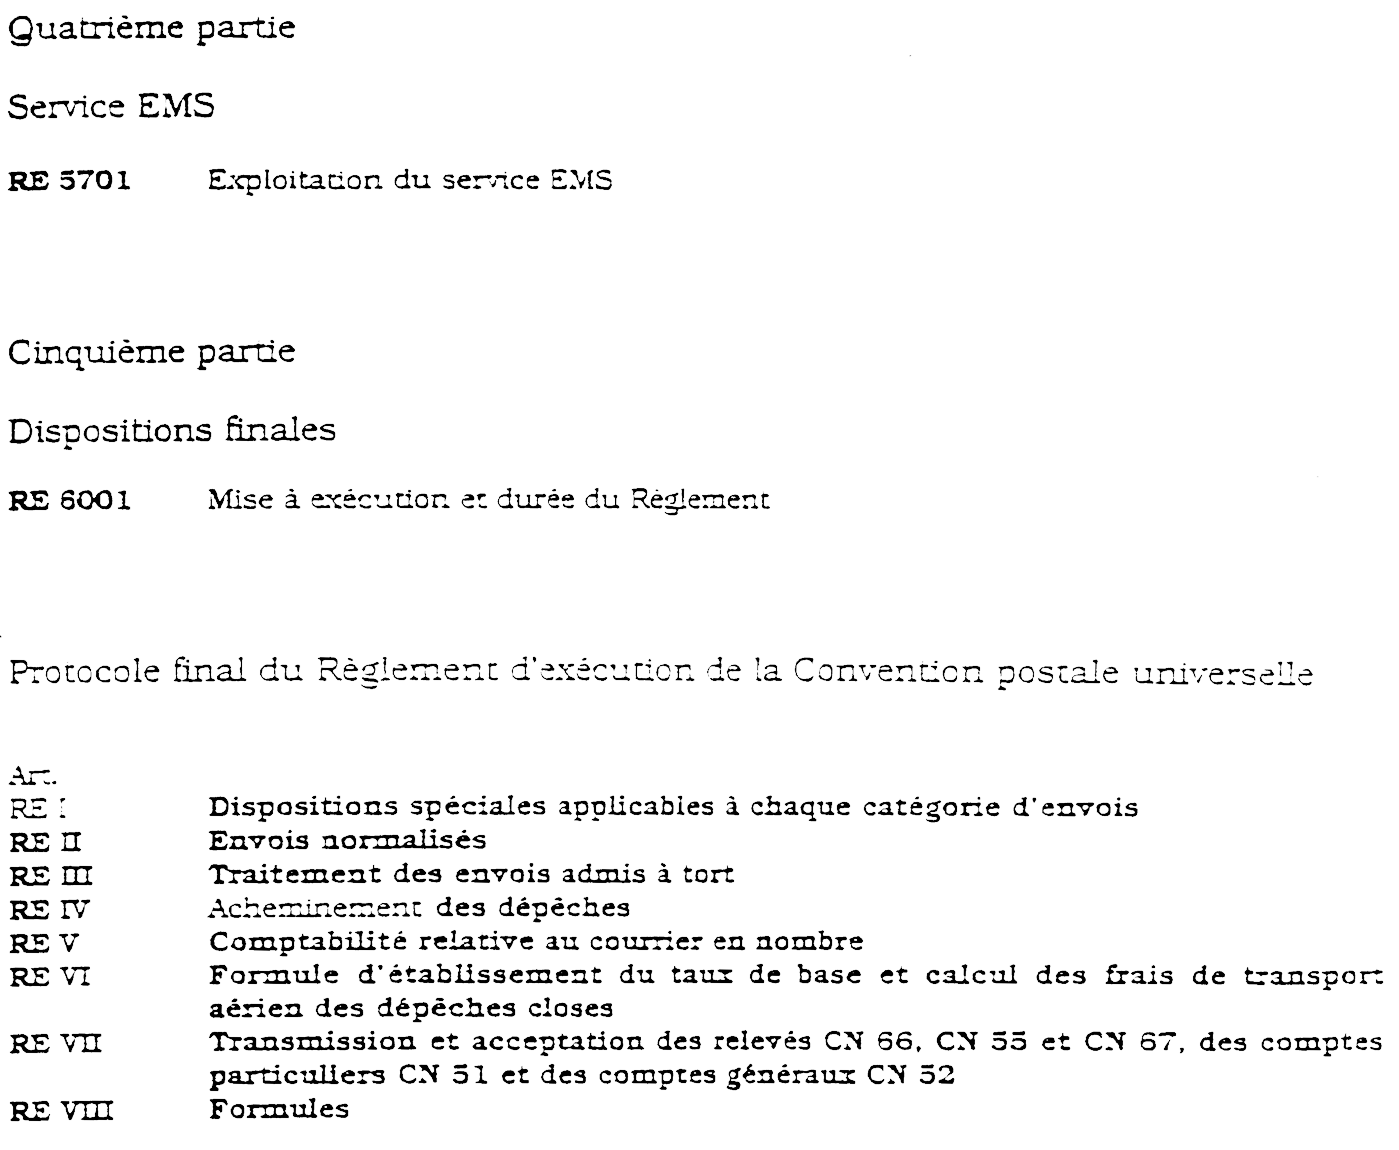 Quatrième partie
Service EMS
RE 5701 Exploitation du service EMS
Cinquième partie
Dispositions finales
RE 6001 Mise à exécution et durée du Règlement
Protocole final du Règlement d'exécution de la Convention postale universelle
Art.
RE I Dispositions spéciales applicables à chaque catégorie d'envois
RE II Envois normalisés
RE III Traitement des envois admis à tort
RE IV Acheminement des dépêches
RE V Comptabilité relative au courrier en nombre
RE VI Formule d'établissement du taux de base et calcul des frais de transport
aérien des dépêches closes
RE VII Transmission et acceptation des relevés CN 66, CN 55 et CN 67, des comptes
particuliers CN 51 et des comptes généraux CN 52
RE VIII Formules